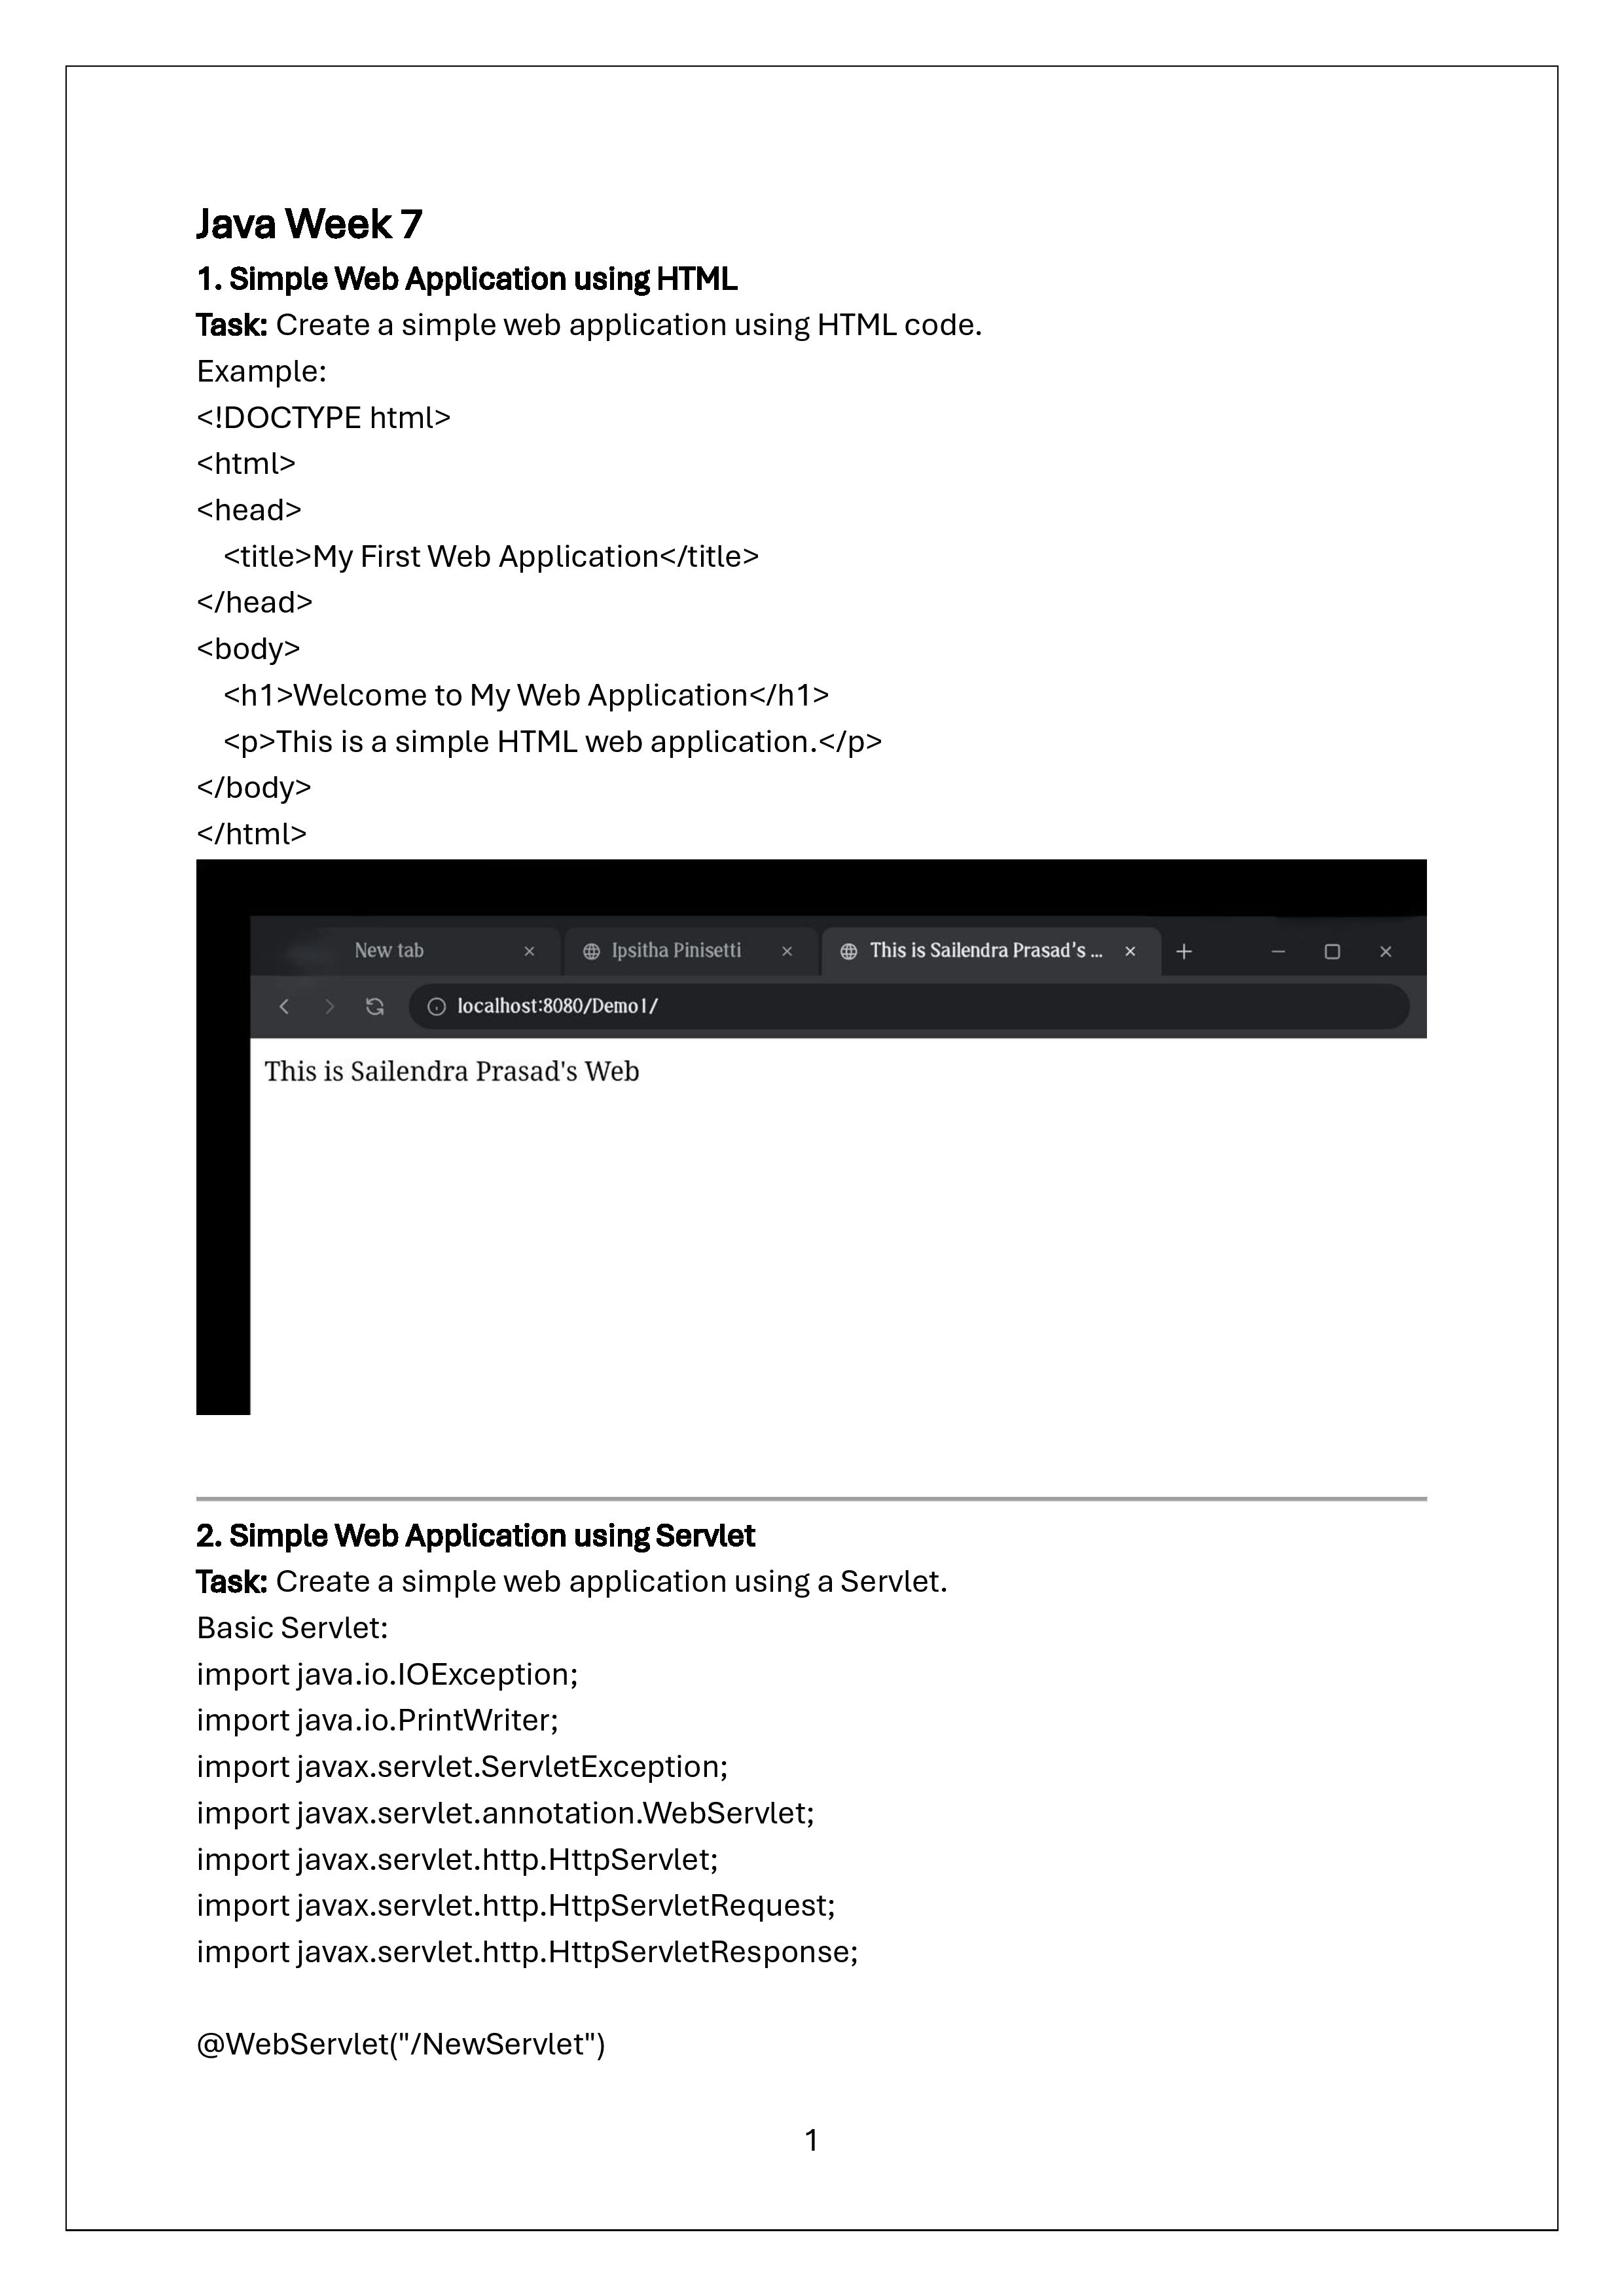 Java Week 7
1. Simple Web Application using HTML
Task: Create a simple web application using HTML code.
Example:
<!DOCTYPE html>
<html>
<head>
<title>My First Web Application</title>
</head>
<body>
<h1>Welcome to My Web Application</h1>
<p>This is a simple HTML web application.</p>
</body>
</html>
New tab Ipsitha Pinisetti This is Sailendra Prasad's ...
localhost:8080/Demo1/
This is Sailendra Prasad's Web
2. Simple Web Application using Servlet
Task: Create a simple web application using a Servlet.
Basic Servlet:
import java.io.IOException;
import java.io.PrintWriter;
import javax.servlet.ServletException;
import javax.servlet.annotation.WebServlet;
import javax.servlet.http.HttpServlet;
import javax.servlet.http.HttpServletRequest;
import javax.servlet.http.HttpServletResponse;
@WebServlet("/NewServlet")
1